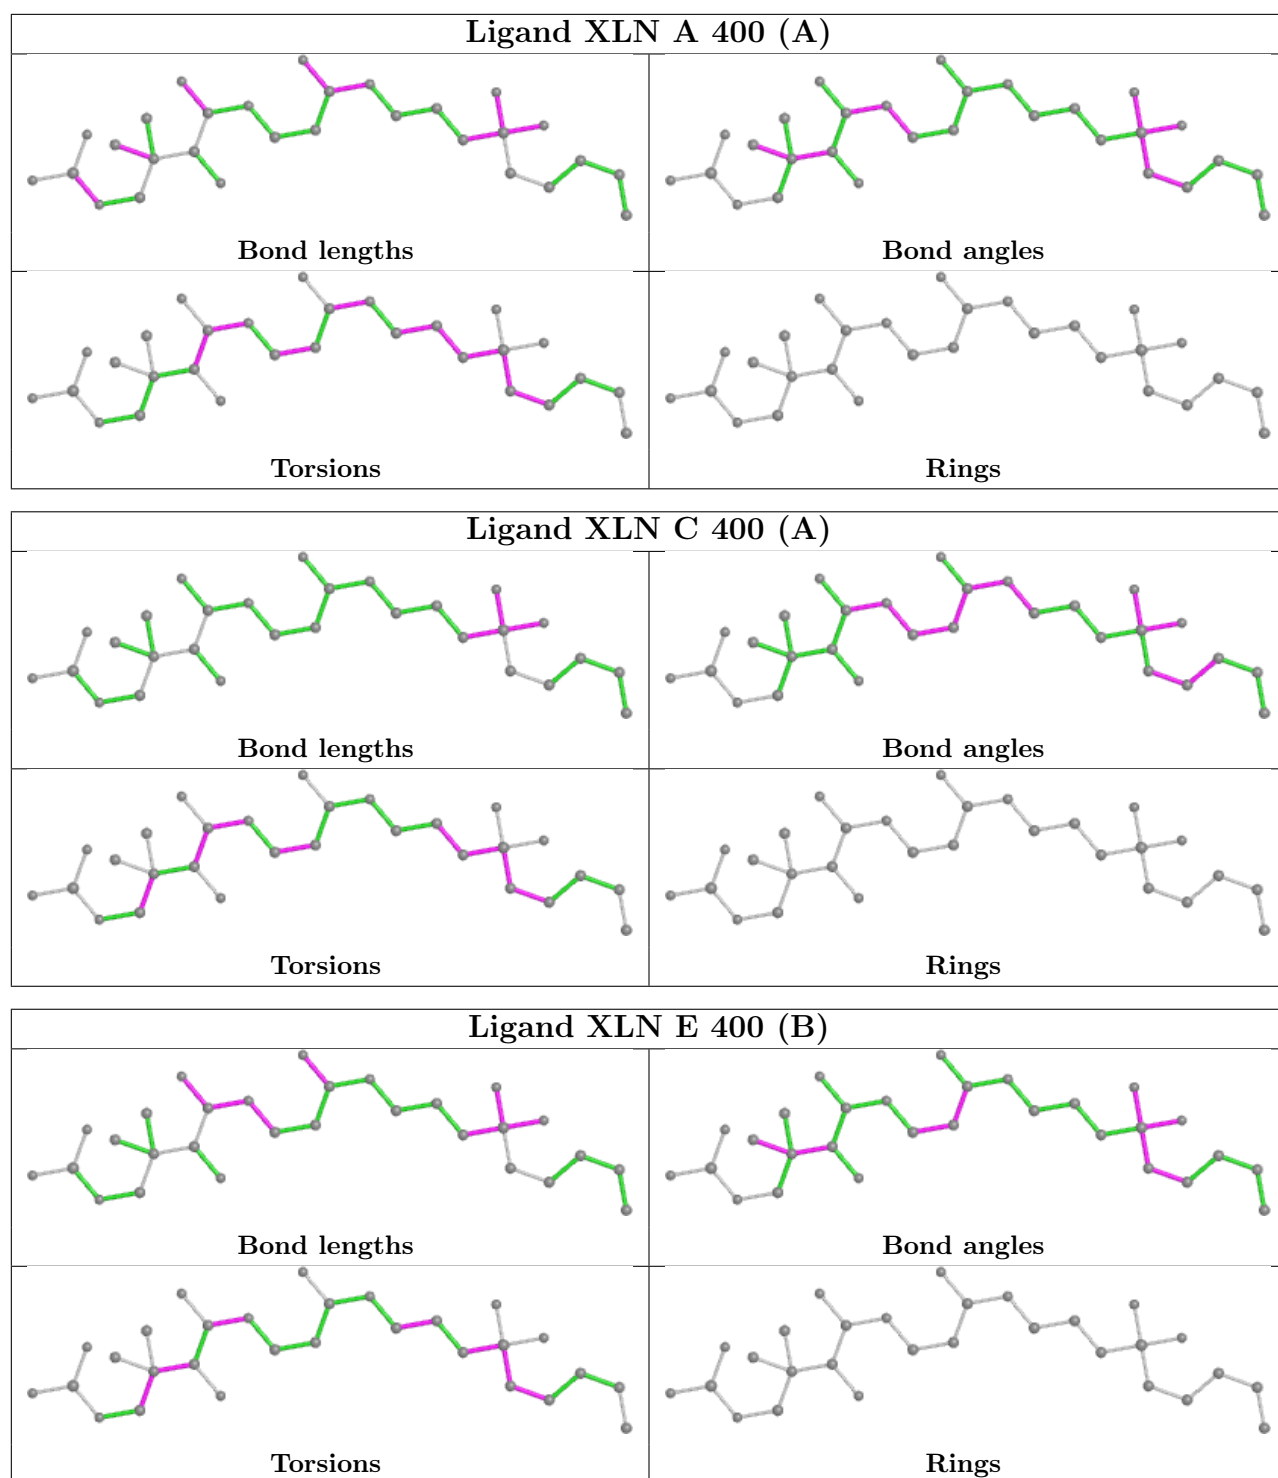 Ligand XLN A 400 (A)
Bond lengths
Bond angles
Torsions
Rings
Ligand XLN C 400 (A)
Bond lengths
Bond angles
Torsions
Rings
Ligand XLN E 400 (B)
Bond lengths
Bond angles
Torsions
Rings